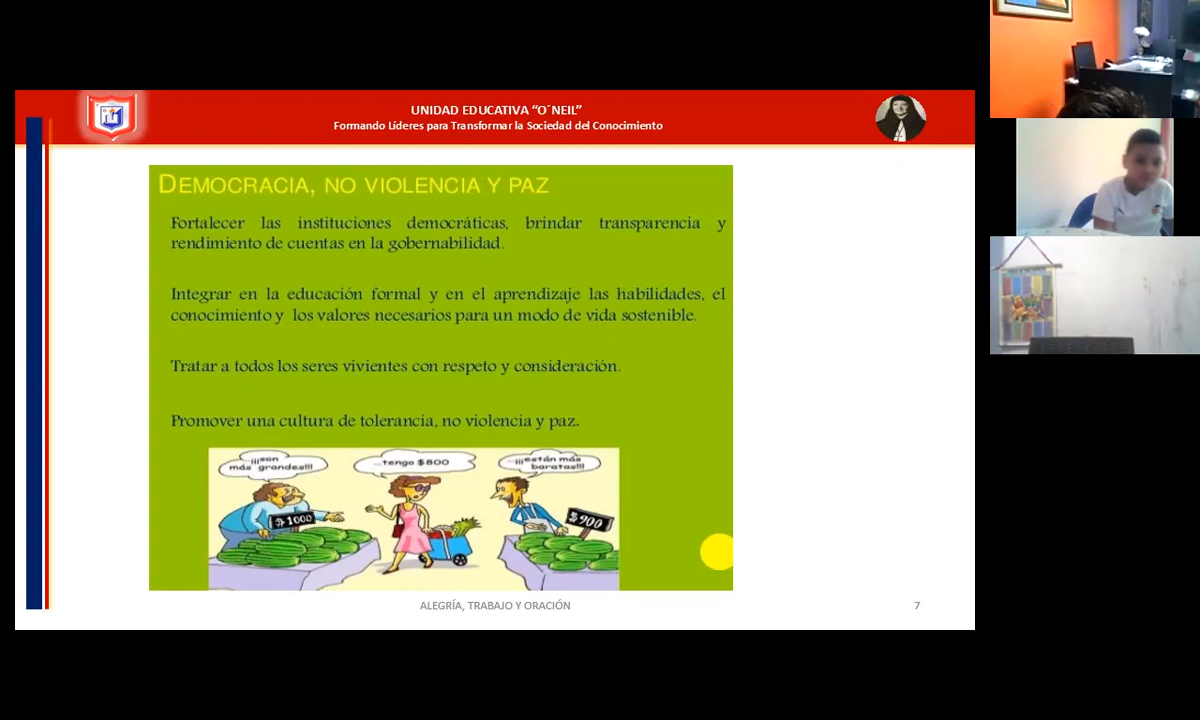 UNIDAD EDUCATIVA “O´NEIL”
Formando Líderes para Transformar la Sociedad del Conocimiento
DEMOCRACIA, NO VIOLENCIA Y PAZ
Fortalecer las instituciones democráticas, brindar transparencia y
rendimiento de cuentas en la gobernabilidad.
Integrar en la educación formal y en el aprendizaje las habilidades, el
conocimiento y los valores necesarios para un modo de vida sostenible.
Tratar a todos los seres vivientes con respeto y consideración.
Promover una cultura de tolerancia, no violencia y paz.
¡¡¡son
más grandes!!!
...tengo $800
¡¡¡están más
baratas!!!
$1000
$900
ALEGRÍA, TRABAJO Y ORACIÓN
7